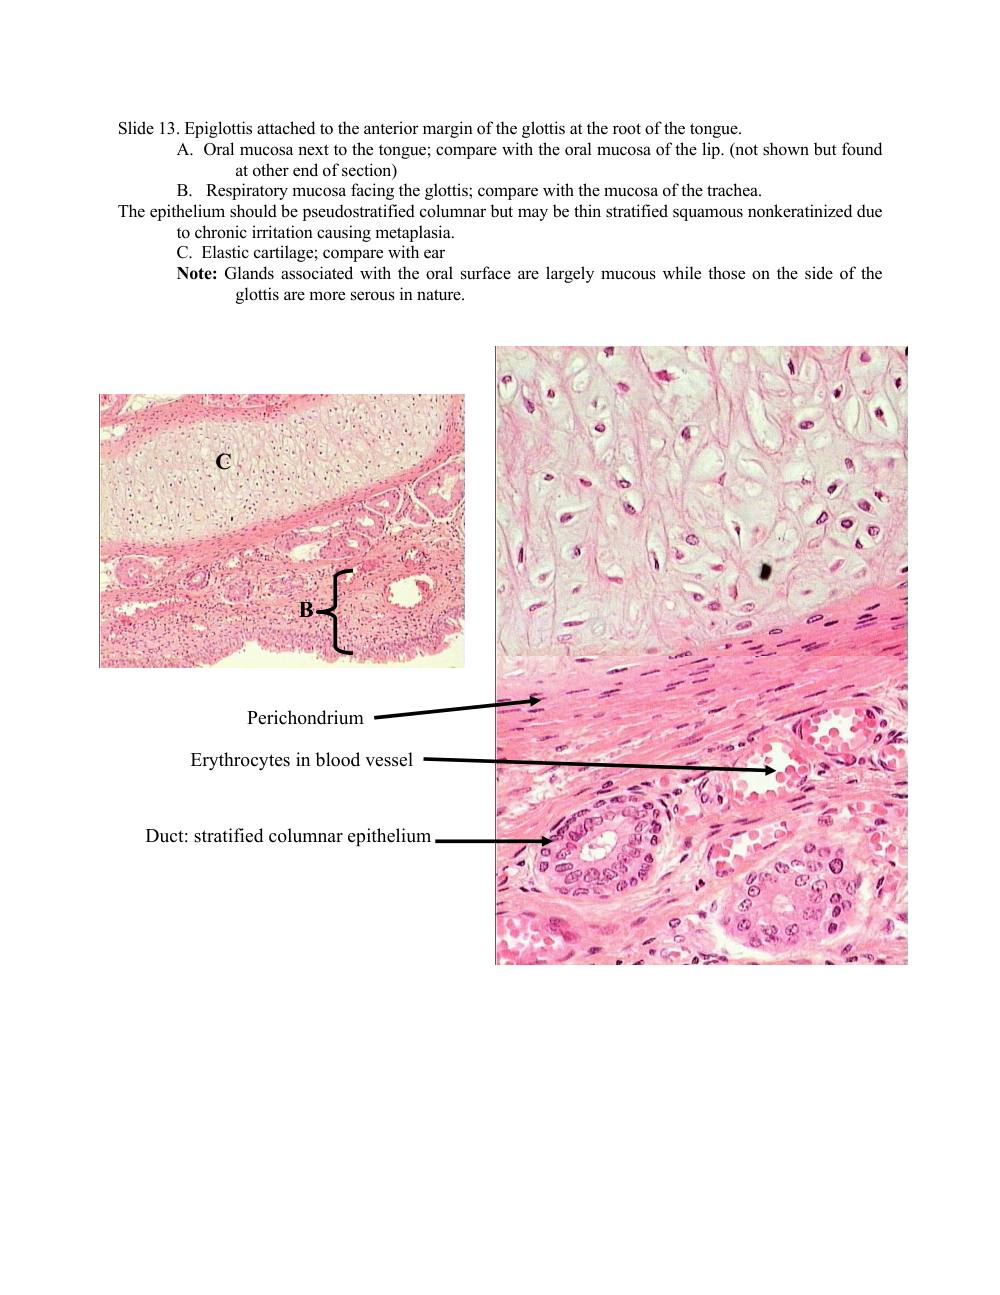 Slide 13. Epiglottis attached to the anterior margin of the glottis at the root of the tongue.
A. Oral mucosa next to the tongue; compare with the oral mucosa of the lip. (not shown but found
at other end of section)
B. Respiratory mucosa facing the glottis; compare with the mucosa of the trachea.
The epithelium should be pseudostratified columnar but may be thin stratified squamous nonkeratinized due
to chronic irritation causing metaplasia.
C. Elastic cartilage; compare with ear
Note: Glands associated with the oral surface are largely mucous while those on the side of the
glottis are more serous in nature.
C
B
Perichondrium
Erythrocytes in blood vessel
Duct: stratified columnar epithelium